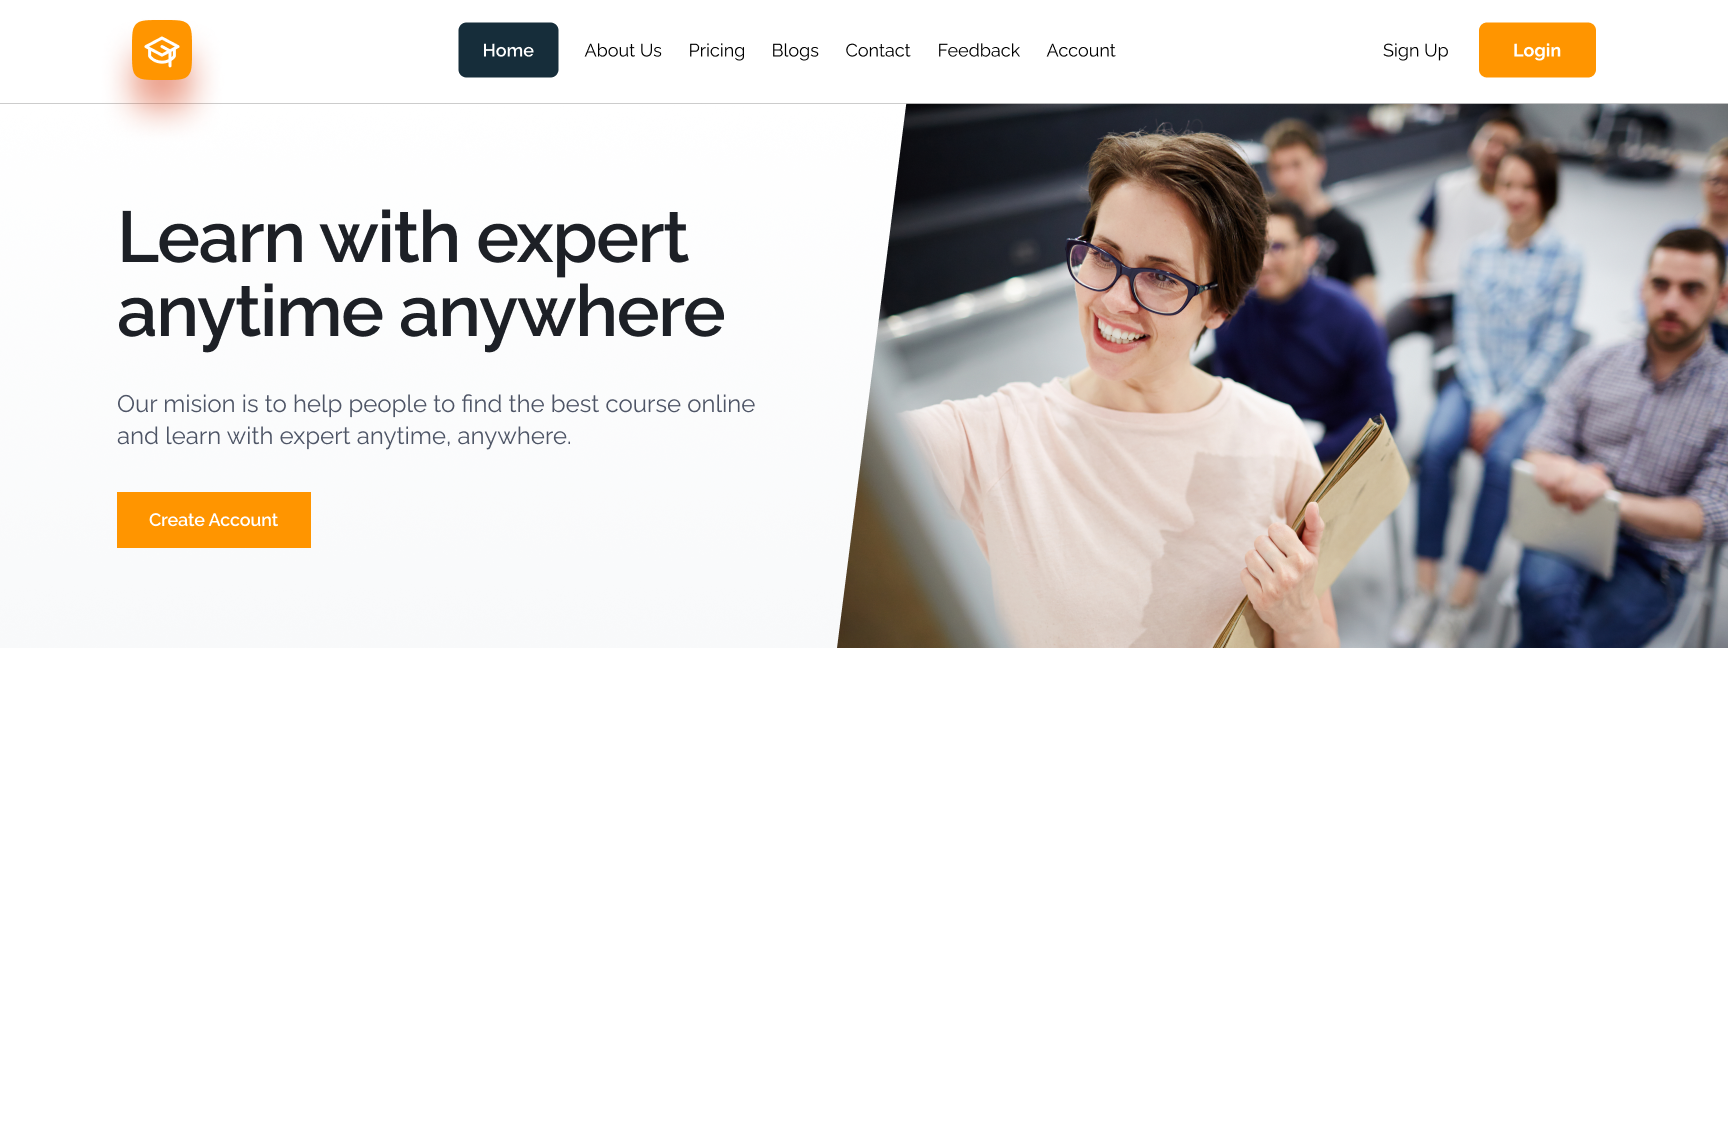 Home
About Us
Pricing
Blogs
Contact
Feedback
Account
Sign Up
Login
Learn with expert
anytime anywhere
Our mision is to help people to find the best course online
and learn with expert anytime, anywhere.
Create Account